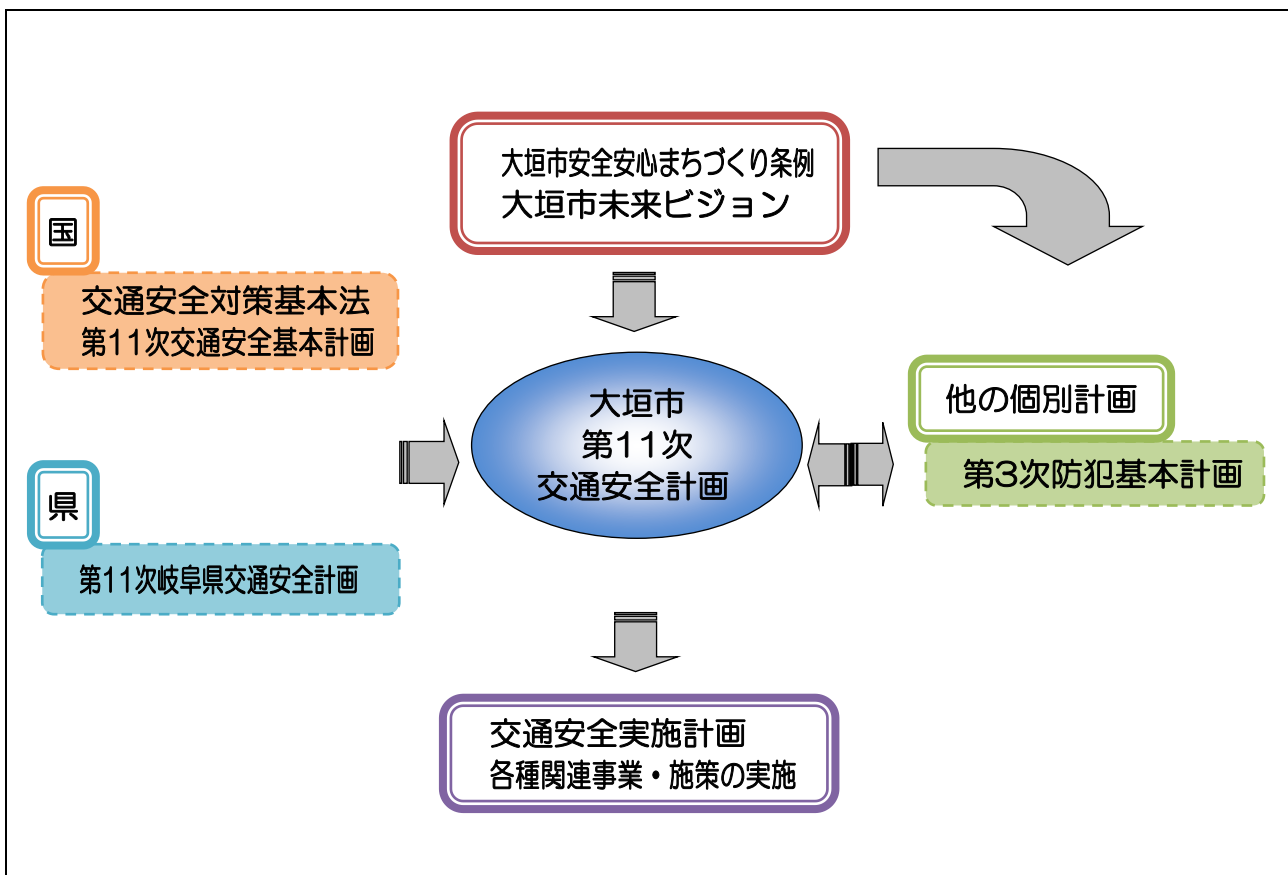 大垣市安全安心まちづくり条例
大垣市未来ビジョン
国
交通安全対策基本法
第11次交通安全基本計画
大垣市
第11次
交通安全計画
他の個別計画
第3次防犯基本計画
県
第11次岐阜県交通安全計画
交通安全実施計画
各種関連事業・施策の実施